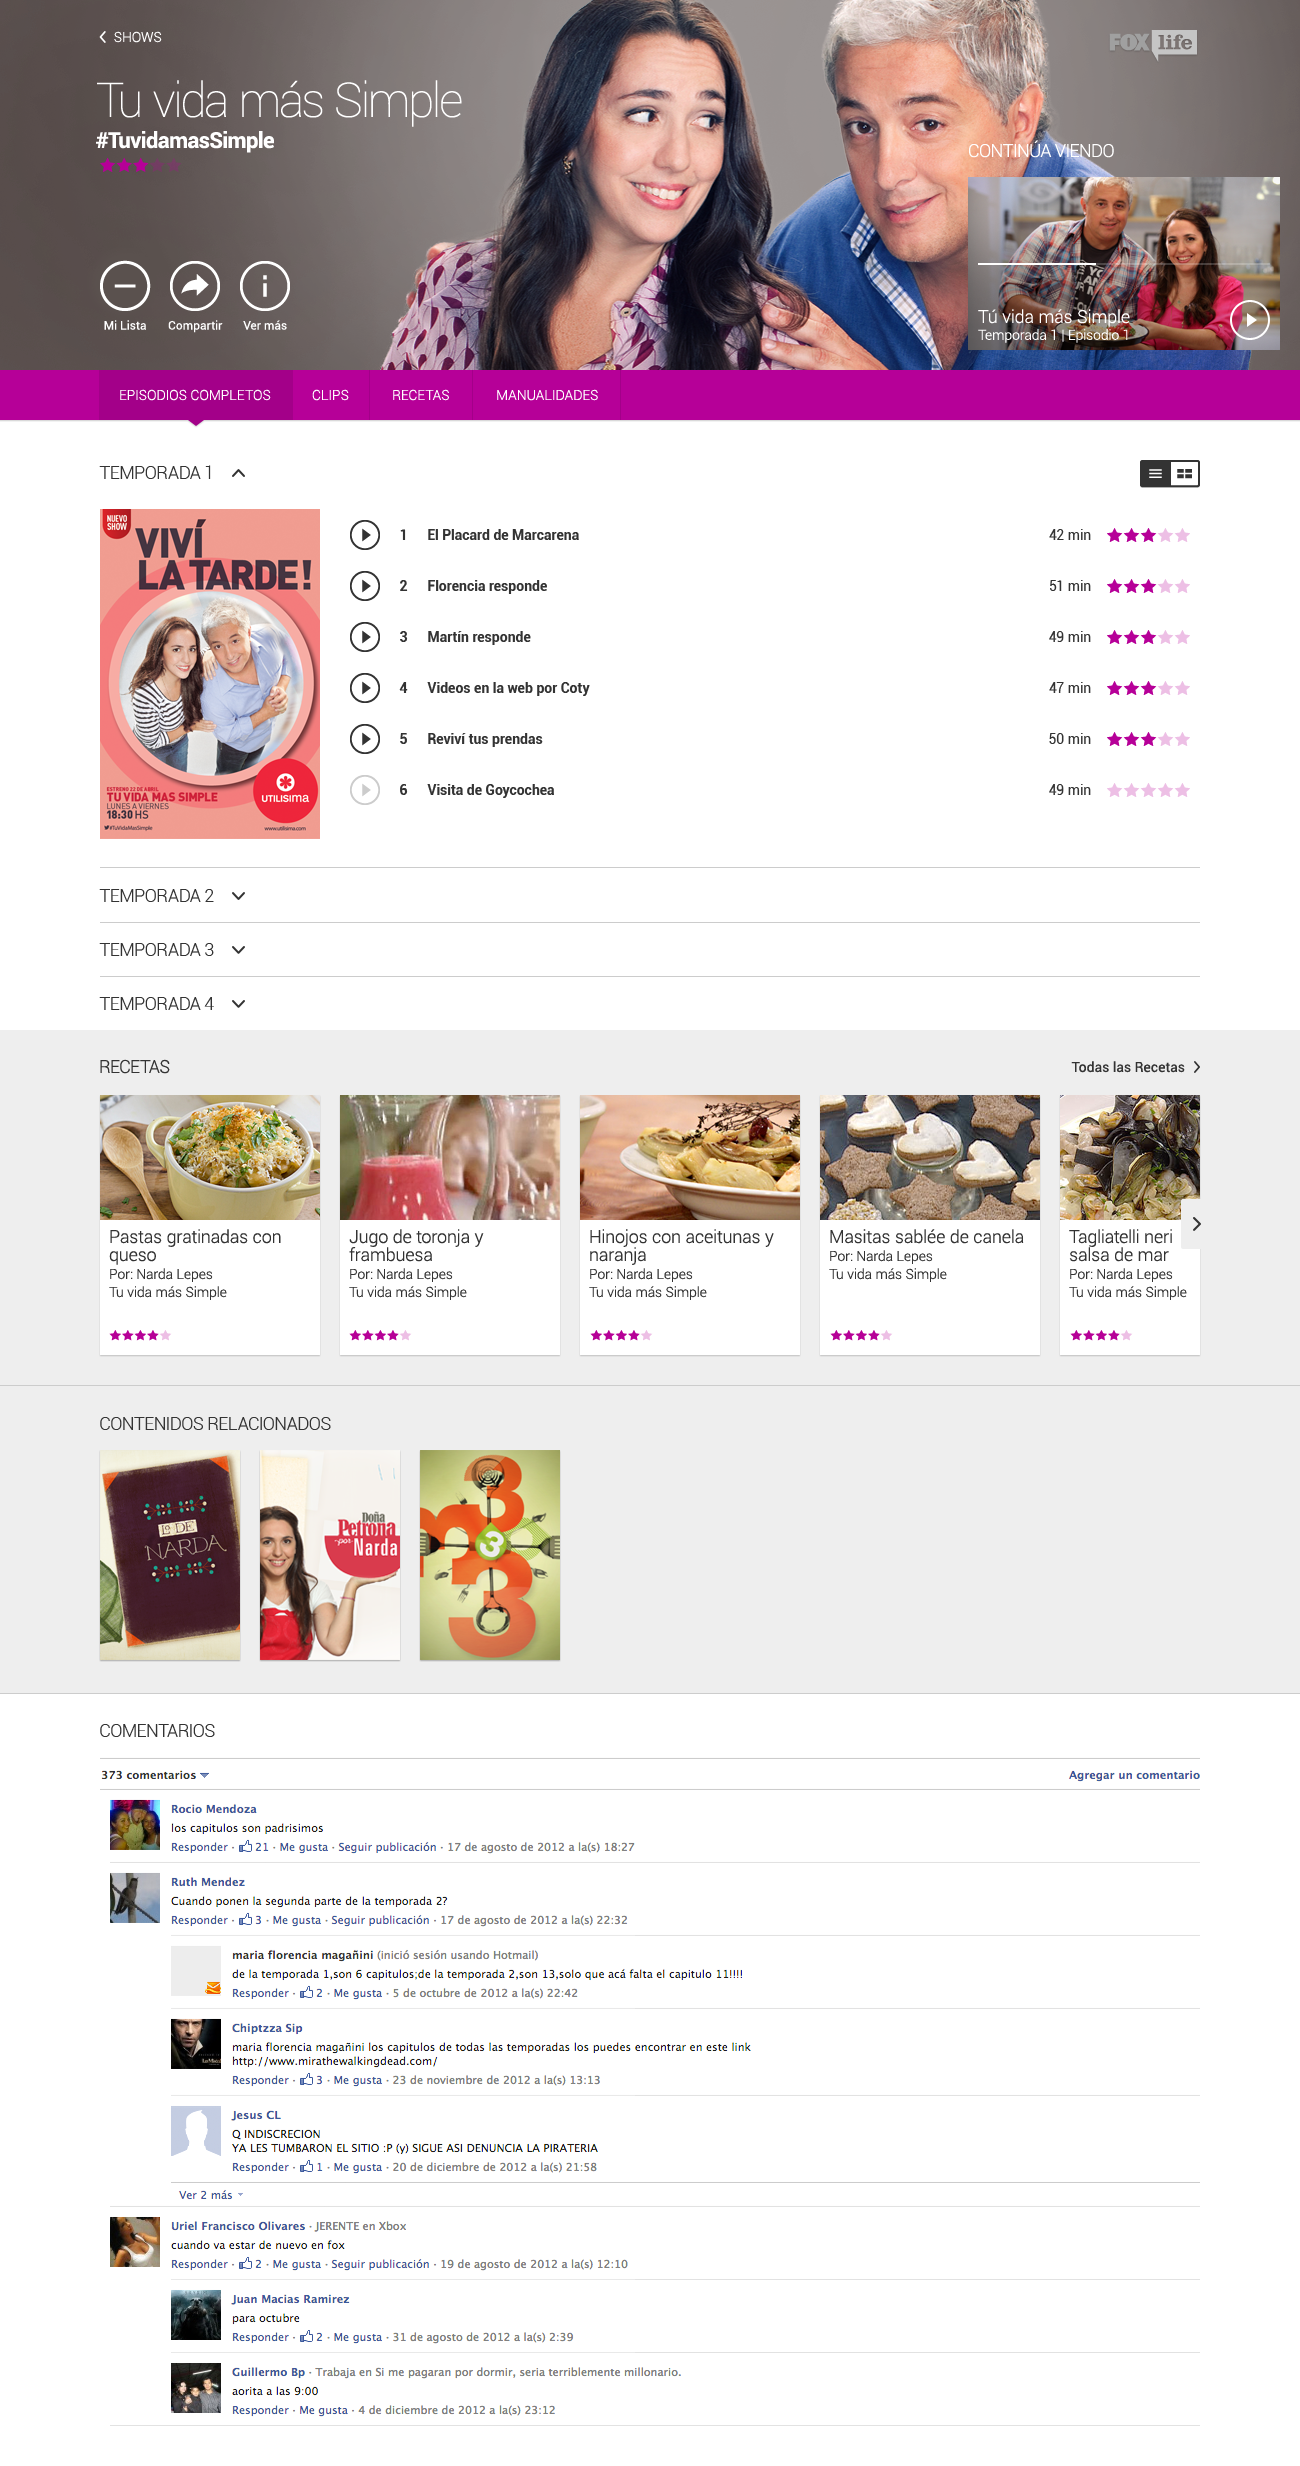 SHOWS
FOX life
Tu vida más Simple
#TuvidamasSimple
CONTINÚA VIENDO
Mi Lista
Compartir
Ver más
Tú vida más Simple
Temporada 1 | Episodio 1
EPISODIOS COMPLETOS
CLIPS
RECETAS
MANUALIDADES
TEMPORADA 1
NUEVO
SHOW
VIVÍ
LA TARDE!
ESTRENO 22 DE ABRIL
TU VIDA MAS SIMPLE
LUNES A VIERNES
18:30 HS
#TuVidaMasSimple
UTILISIMA
www.utilisima.com
1 El Placard de Marcarena 42 min
2 Florencia responde 51 min
3 Martín responde 49 min
4 Videos en la web por Coty 47 min
5 Reviví tus prendas 50 min
6 Visita de Goycochea 49 min
TEMPORADA 2
TEMPORADA 3
TEMPORADA 4
RECETAS
Todas las Recetas
Pastas gratinadas con
queso
Por: Narda Lepes
Tu vida más Simple
Jugo de toronja y
frambuesa
Por: Narda Lepes
Tu vida más Simple
Hinojos con aceitunas y
naranja
Por: Narda Lepes
Tu vida más Simple
Masitas sablée de canela
Por: Narda Lepes
Tu vida más Simple
Tagliatelli neri
salsa de mar
Por: Narda Lepes
Tu vida más Simple
CONTENIDOS RELACIONADOS
LO DE
NARDA
Doña
Petrona
por Narda
3
3 3 3
3
COMENTARIOS
373 comentarios
Agregar un comentario
Rocio Mendoza
los capitulos son padrisimos
Responder · 21 · Me gusta · Seguir publicación · 17 de agosto de 2012 a la(s) 18:27
Ruth Mendez
Cuando ponen la segunda parte de la temporada 2?
Responder · 3 · Me gusta · Seguir publicación · 17 de agosto de 2012 a la(s) 22:32
maria florencia magañini (inició sesión usando Hotmail)
de la temporada 1,son 6 capitulos;de la temporada 2,son 13,solo que acá falta el capitulo 11!!!!
Responder · 2 · Me gusta · 5 de octubre de 2012 a la(s) 22:42
Chiptzza Sip
maria florencia magañini los capitulos de todas las temporadas los puedes encontrar en este link
http://www.mirathewalkingdead.com/
Responder · 3 · Me gusta · 23 de noviembre de 2012 a la(s) 13:13
Jesus CL
Q INDISCRECION
YA LES TUMBARON EL SITIO :P (y) SIGUE ASI DENUNCIA LA PIRATERIA
Responder · 1 · Me gusta · 20 de diciembre de 2012 a la(s) 21:58
Ver 2 más
Uriel Francisco Olivares · JERENTE en Xbox
cuando va estar de nuevo en fox
Responder · 2 · Me gusta · Seguir publicación · 19 de agosto de 2012 a la(s) 12:10
Juan Macias Ramirez
para octubre
Responder · 2 · Me gusta · 31 de agosto de 2012 a la(s) 2:39
Guillermo Bp · Trabaja en Si me pagaran por dormir, seria terriblemente millonario.
aorita a las 9:00
Responder · Me gusta · 4 de diciembre de 2012 a la(s) 23:12